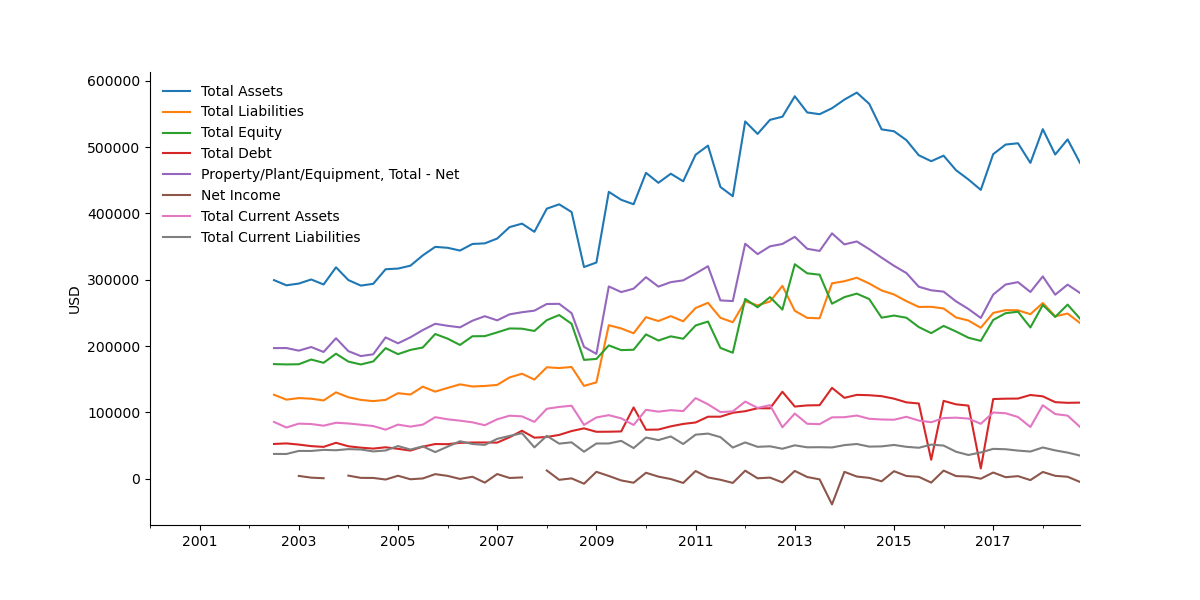 600000
500000
400000
300000
200000
100000
0
USD
Total Assets
Total Liabilities
Total Equity
Total Debt
Property/Plant/Equipment, Total - Net
Net Income
Total Current Assets
Total Current Liabilities
2001 2003 2005 2007 2009 2011 2013 2015 2017